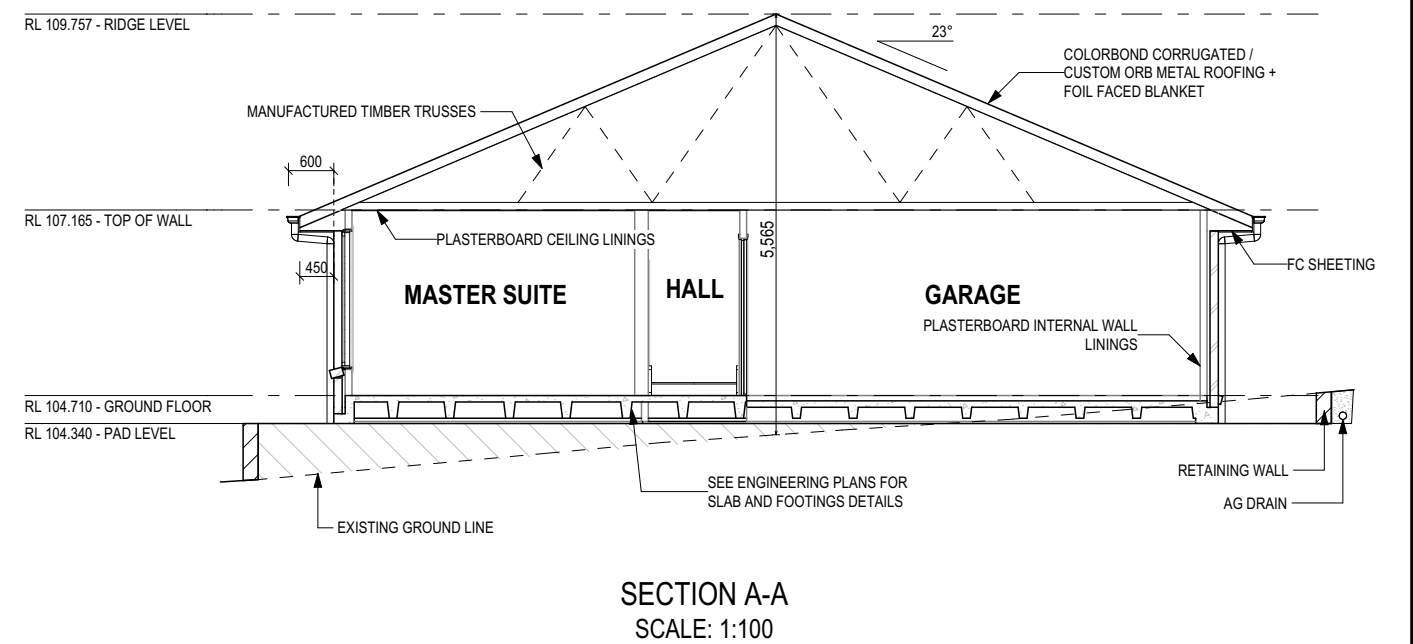 RL 109.757 - RIDGE LEVEL
23°
COLORBOND CORRUGATED /
CUSTOM ORB METAL ROOFING +
FOIL FACED BLANKET
MANUFACTURED TIMBER TRUSSES
600
RL 107.165 - TOP OF WALL
PLASTERBOARD CEILING LININGS
5,565
450
FC SHEETING
MASTER SUITE
HALL
GARAGE
PLASTERBOARD INTERNAL WALL
LININGS
RL 104.710 - GROUND FLOOR
RL 104.340 - PAD LEVEL
RETAINING WALL
SEE ENGINEERING PLANS FOR
SLAB AND FOOTINGS DETAILS
AG DRAIN
EXISTING GROUND LINE
SECTION A-A
SCALE: 1:100